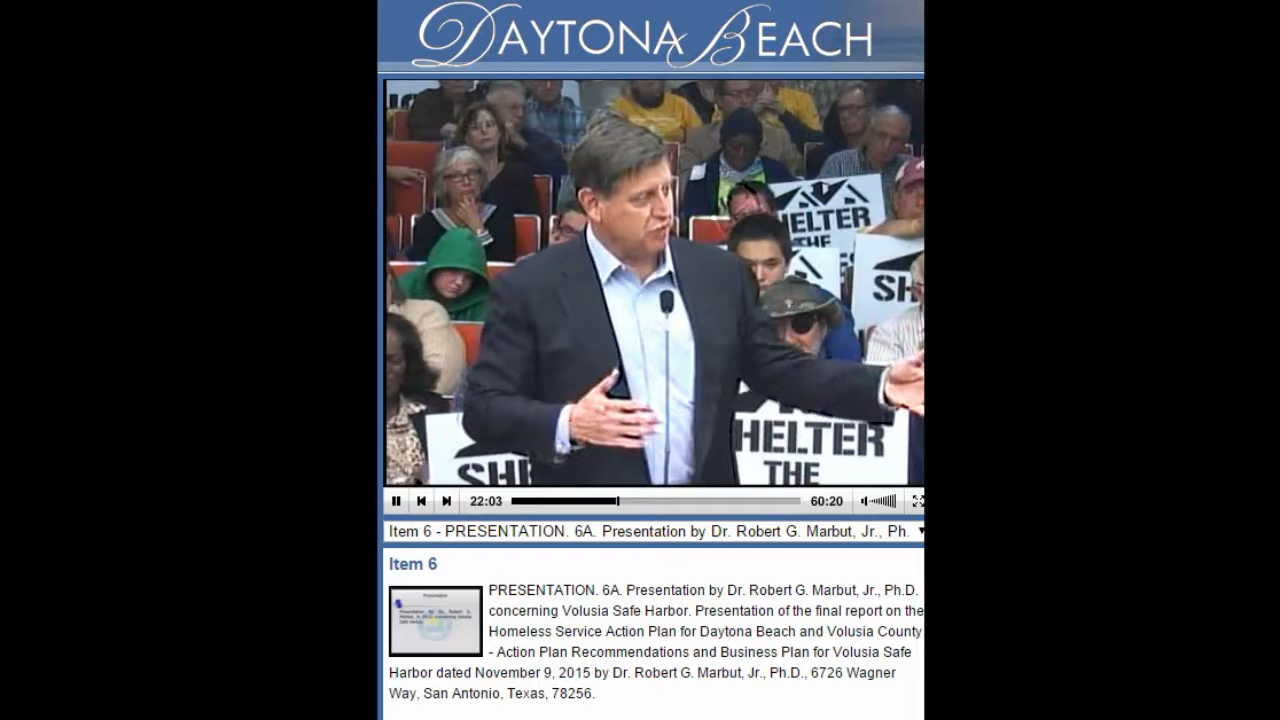 DAYTONA BEACH
SHELTER
THE
SH
HELTER
THE
SH
22:03
60:20
Item 6 - PRESENTATION. 6A. Presentation by Dr. Robert G. Marbut, Jr., Ph.
Item 6
PRESENTATION. 6A. Presentation by Dr. Robert G. Marbut, Jr., Ph.D.
concerning Volusia Safe Harbor. Presentation of the final report on the
Homeless Service Action Plan for Daytona Beach and Volusia County
- Action Plan Recommendations and Business Plan for Volusia Safe
Harbor dated November 9, 2015 by Dr. Robert G. Marbut, Jr., Ph.D., 6726 Wagner
Way, San Antonio, Texas, 78256.